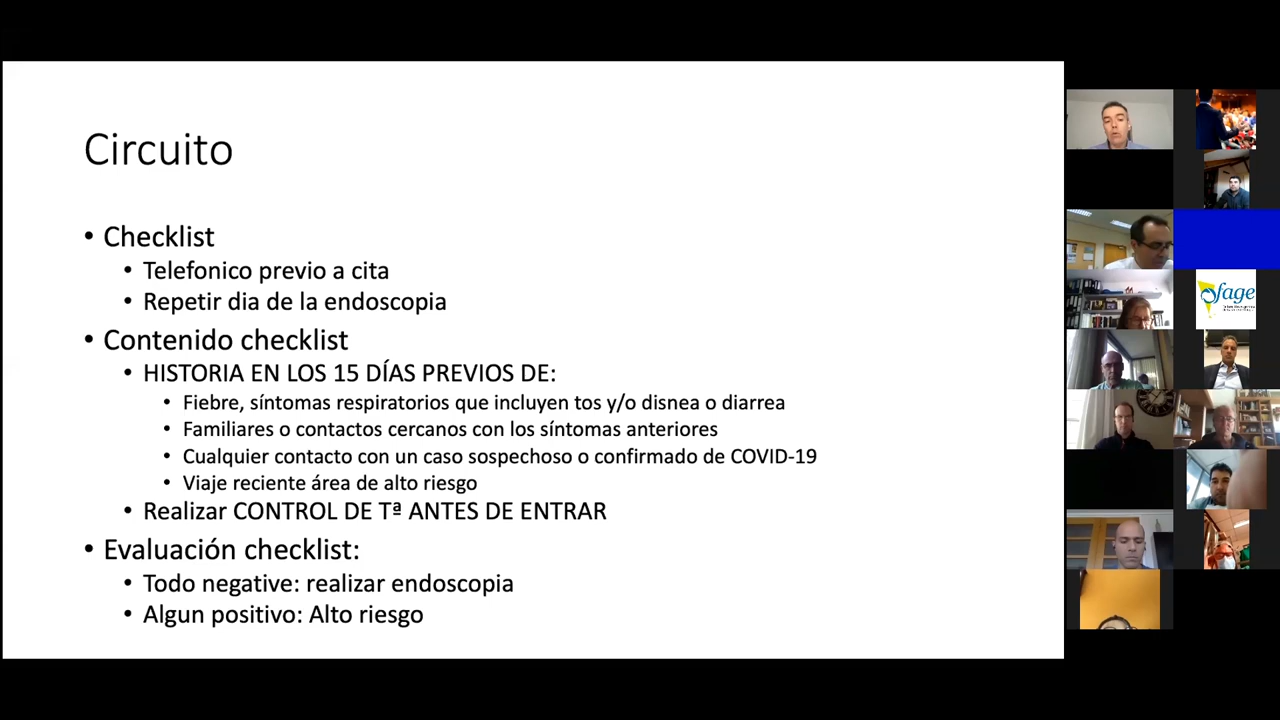 Circuito
• Checklist
• Telefonico previo a cita
• Repetir dia de la endoscopia
• Contenido checklist
• HISTORIA EN LOS 15 DÍAS PREVIOS DE:
• Fiebre, síntomas respiratorios que incluyen tos y/o disnea o diarrea
• Familiares o contactos cercanos con los síntomas anteriores
• Cualquier contacto con un caso sospechoso o confirmado de COVID-19
• Viaje reciente área de alto riesgo
• Realizar CONTROL DE Tª ANTES DE ENTRAR
• Evaluación checklist:
• Todo negative: realizar endoscopia
• Algun positivo: Alto riesgo
fage